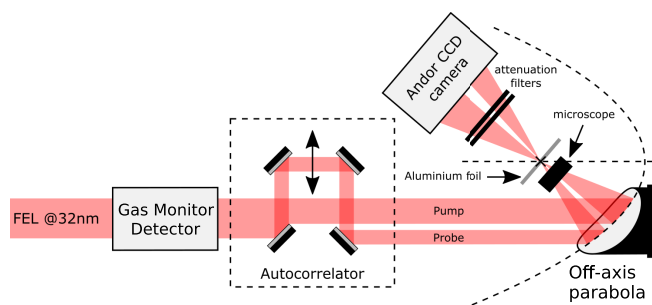 Andor CCD
camera
attenuation
filters
microscope
Aluminium foil
FEL @32nm
Gas Monitor
Detector
Pump
Probe
Autocorrelator
Off-axis
parabola